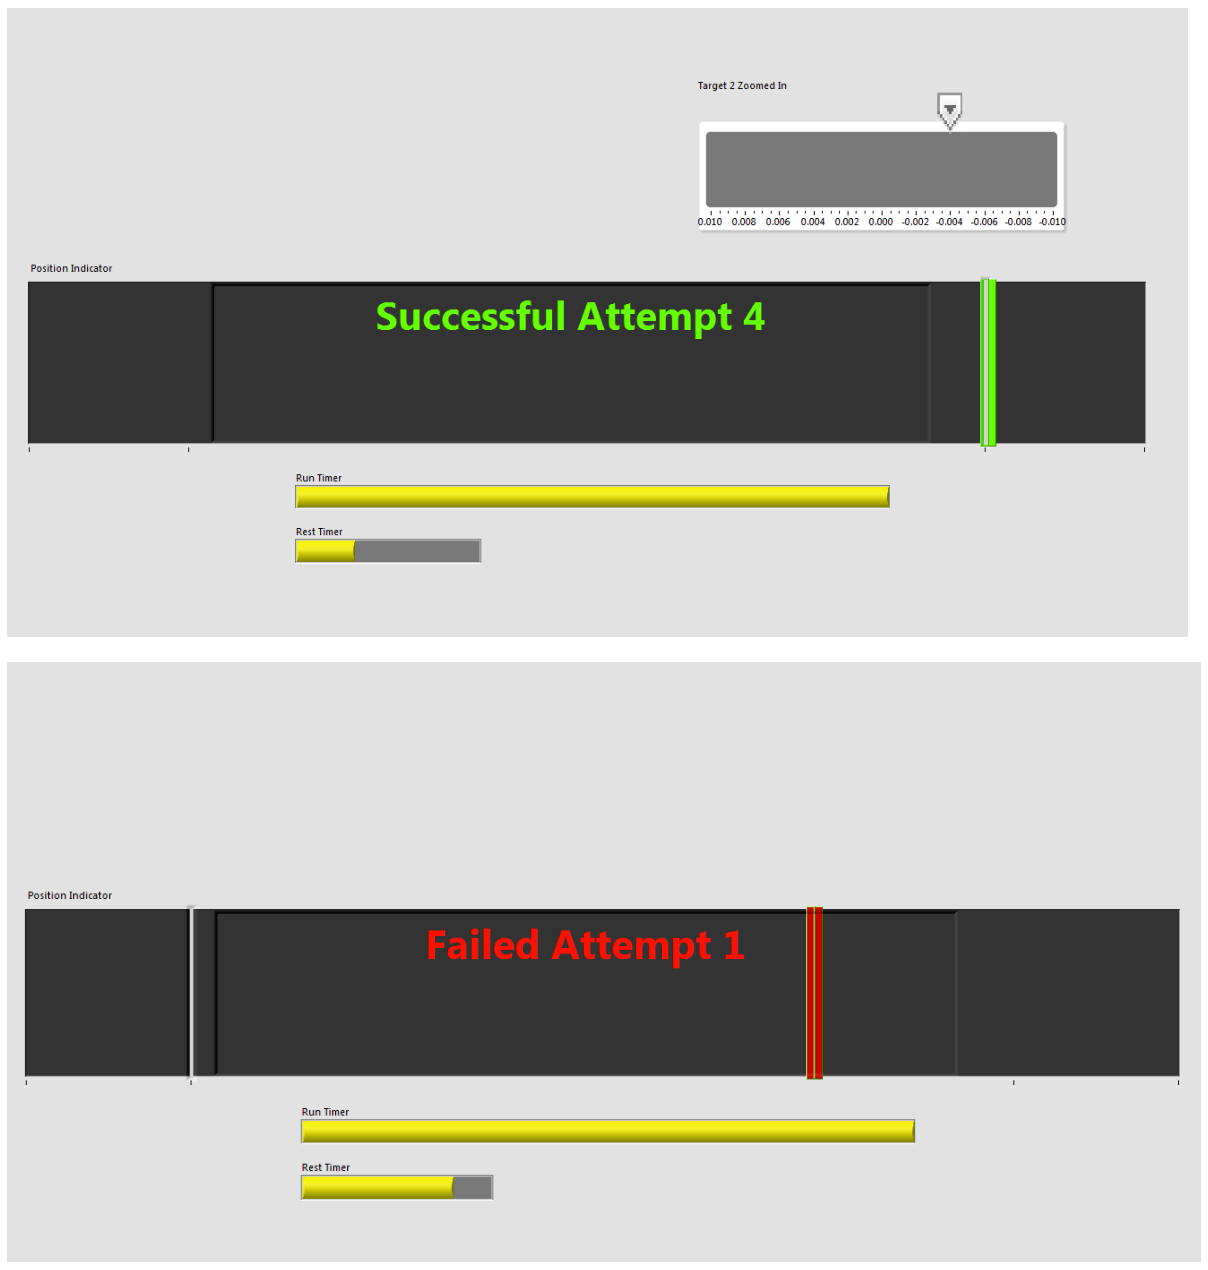 Target 2 Zoomed In
0.010 0.008 0.006 0.004 0.002 0.000 -0.002 -0.004 -0.006 -0.008 -0.010
Position Indicator
Successful Attempt 4
Run Timer
Rest Timer
Position Indicator
Failed Attempt 1
Run Timer
Rest Timer